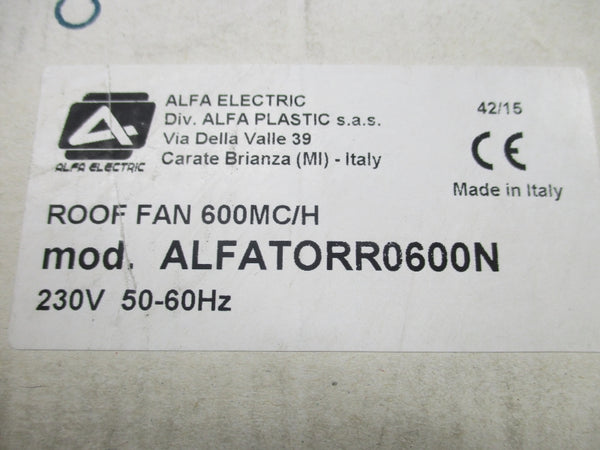 ALFA ELECTRIC
ALFA ELECTRIC
Div. ALFA PLASTIC s.a.s.
Via Della Valle 39
Carate Brianza (MI) - Italy
42/15
CE
Made in Italy
ROOF FAN 600MC/H
mod. ALFATORR0600N
230V 50-60Hz